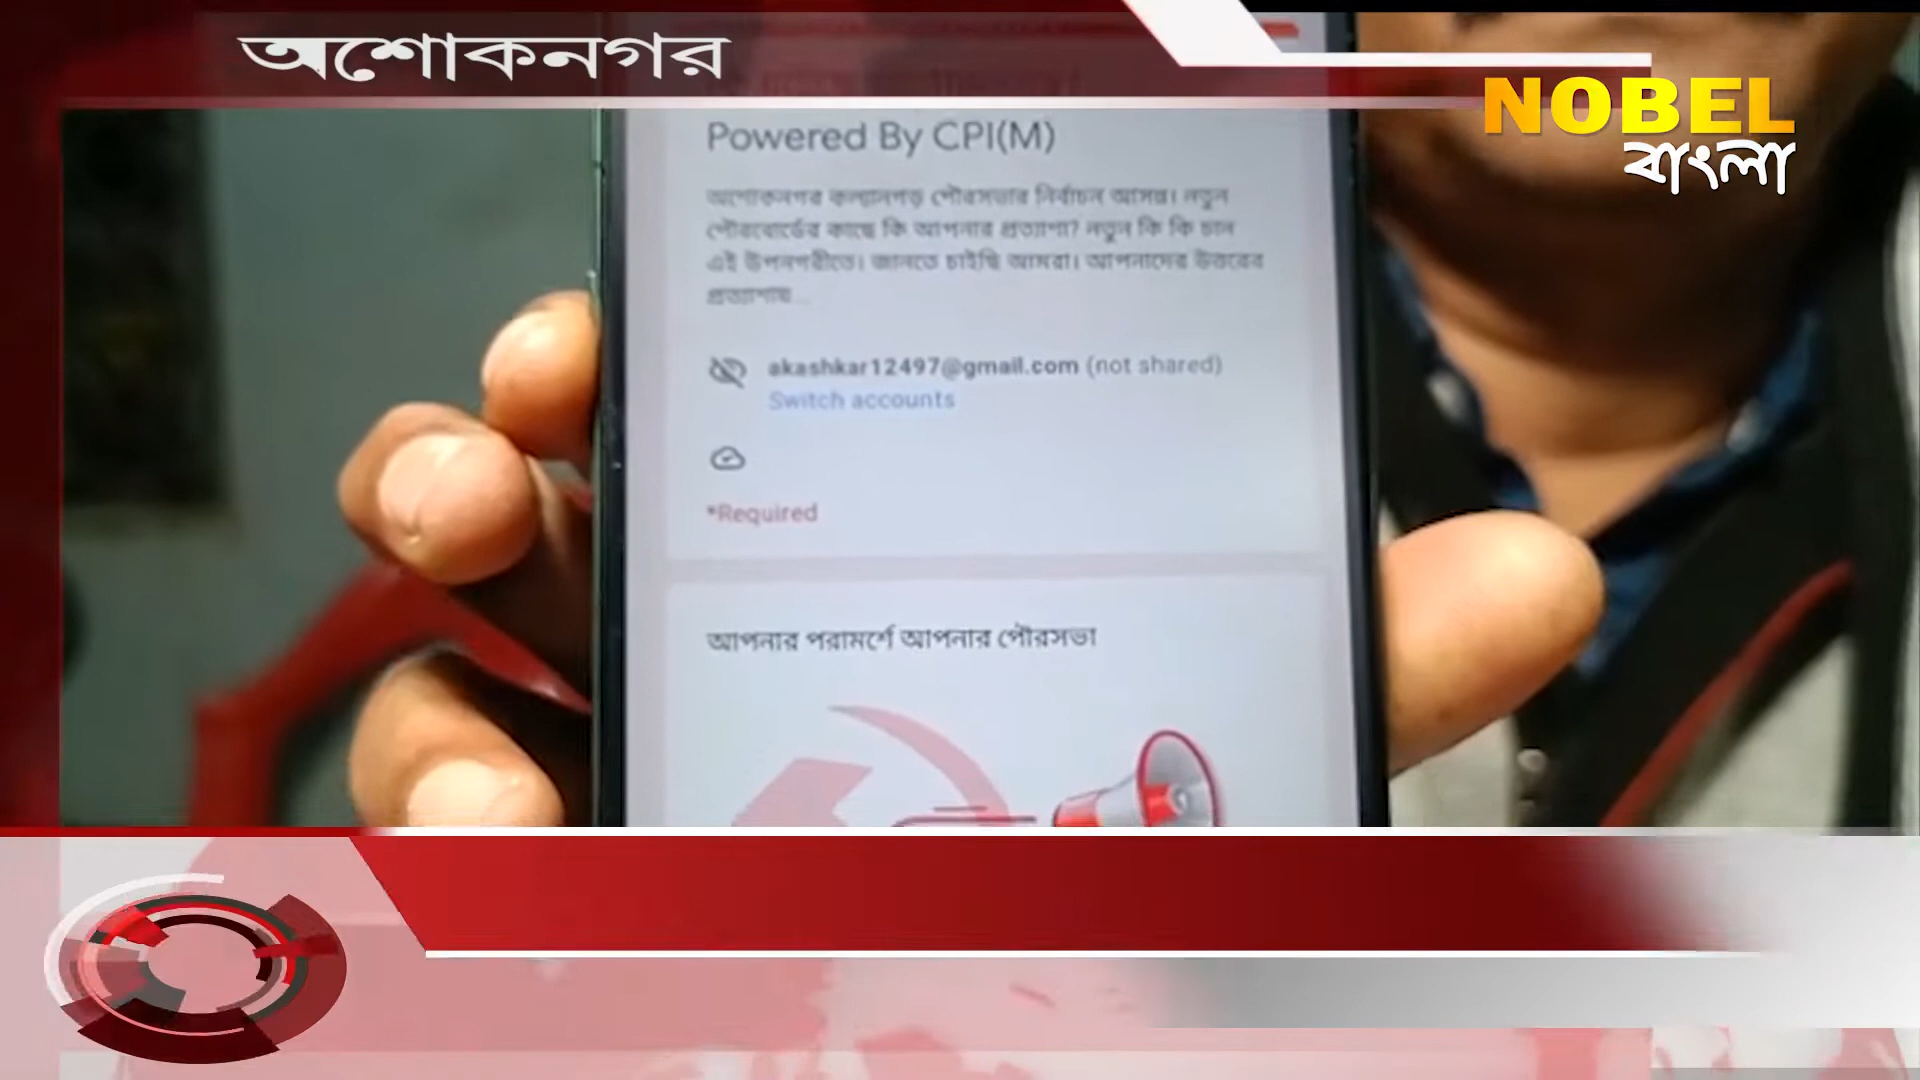 অশোকনগর
NOBEL
বাংলা
Powered By CPI(M)
অশোকনগর কল্যানগড় পৌরসভার নির্বাচন আসন্ন। নতুন
পৌরবোর্ডের কাছে কি আপনার প্রত্যাশা? নতুন কি কি চান
এই উপনগরীতে। জানতে চাইছি আমরা। আপনাদের উত্তরের
প্রত্যাশায়...
akashkar12497@gmail.com (not shared)
Switch accounts
*Required
আপনার পরামর্শে আপনার পৌরসভা